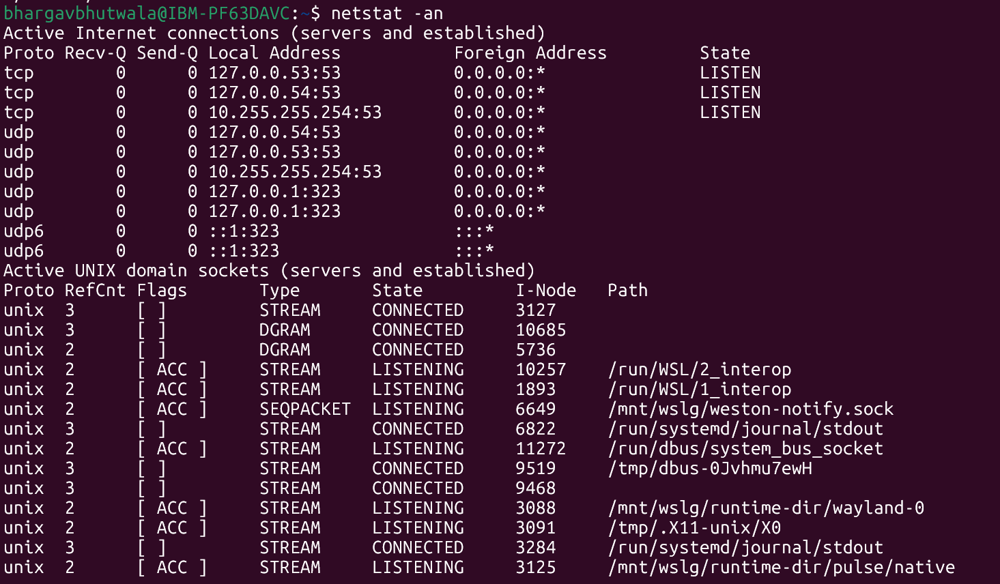 bhargavbhutwala@IBM-PF63DAVC:~$ netstat -an
Active Internet connections (servers and established)
Proto Recv-Q Send-Q Local Address           Foreign Address         State
tcp        0      0 127.0.0.53:53           0.0.0.0:*               LISTEN
tcp        0      0 127.0.0.54:53           0.0.0.0:*               LISTEN
tcp        0      0 10.255.255.254:53       0.0.0.0:*               LISTEN
udp        0      0 127.0.0.54:53           0.0.0.0:*
udp        0      0 127.0.0.53:53           0.0.0.0:*
udp        0      0 10.255.255.254:53       0.0.0.0:*
udp        0      0 127.0.0.1:323           0.0.0.0:*
udp        0      0 127.0.0.1:323           0.0.0.0:*
udp6       0      0 ::1:323                 :::*
udp6       0      0 ::1:323                 :::*
Active UNIX domain sockets (servers and established)
Proto RefCnt Flags       Type       State         I-Node   Path
unix  3      [ ]         STREAM     CONNECTED     3127
unix  3      [ ]         DGRAM      CONNECTED     10685
unix  2      [ ]         DGRAM      CONNECTED     5736
unix  2      [ ACC ]     STREAM     LISTENING     10257    /run/WSL/2_interop
unix  2      [ ACC ]     STREAM     LISTENING     1893     /run/WSL/1_interop
unix  2      [ ACC ]     SEQPACKET  LISTENING     6649     /mnt/wslg/weston-notify.sock
unix  3      [ ]         STREAM     CONNECTED     6822     /run/systemd/journal/stdout
unix  2      [ ACC ]     STREAM     LISTENING     11272    /run/dbus/system_bus_socket
unix  3      [ ]         STREAM     CONNECTED     9519     /tmp/dbus-0Jvhmu7ewH
unix  3      [ ]         STREAM     CONNECTED     9468
unix  2      [ ACC ]     STREAM     LISTENING     3088     /mnt/wslg/runtime-dir/wayland-0
unix  2      [ ACC ]     STREAM     LISTENING     3091     /tmp/.X11-unix/X0
unix  3      [ ]         STREAM     CONNECTED     3284     /run/systemd/journal/stdout
unix  2      [ ACC ]     STREAM     LISTENING     3125     /mnt/wslg/runtime-dir/pulse/native